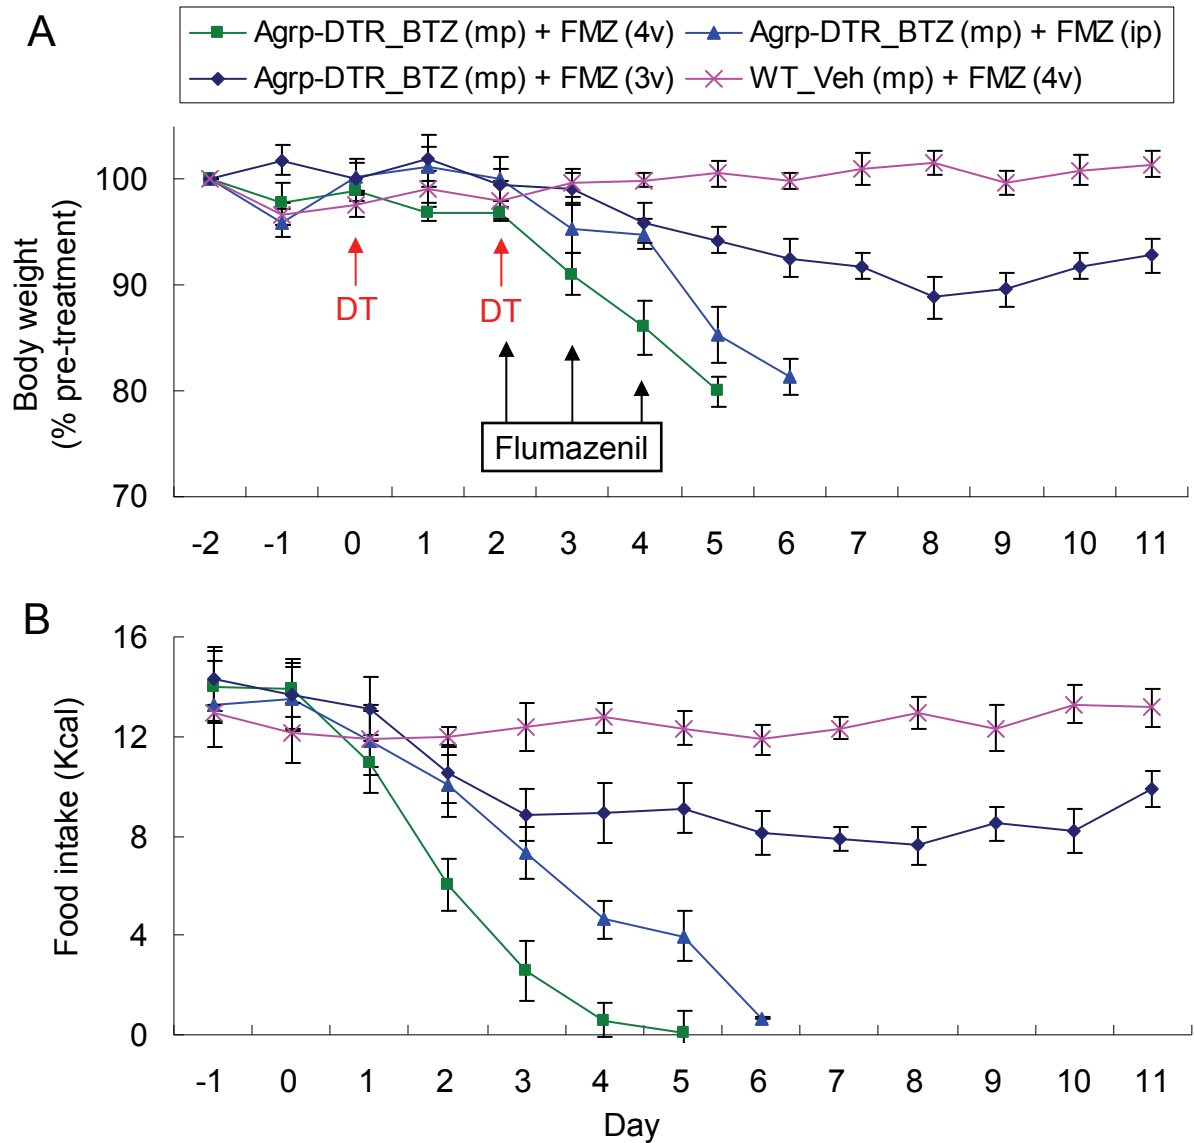 A
Agrp-DTR_BTZ (mp) + FMZ (4v)
Agrp-DTR_BTZ (mp) + FMZ (ip)
Agrp-DTR_BTZ (mp) + FMZ (3v)
WT_Veh (mp) + FMZ (4v)
Body weight
(% pre-treatment)
100
90
80
70
DT
DT
Flumazenil
-2 -1 0 1 2 3 4 5 6 7 8 9 10 11
B
Food intake (Kcal)
16
12
8
4
0
-1 0 1 2 3 4 5 6 7 8 9 10 11
Day